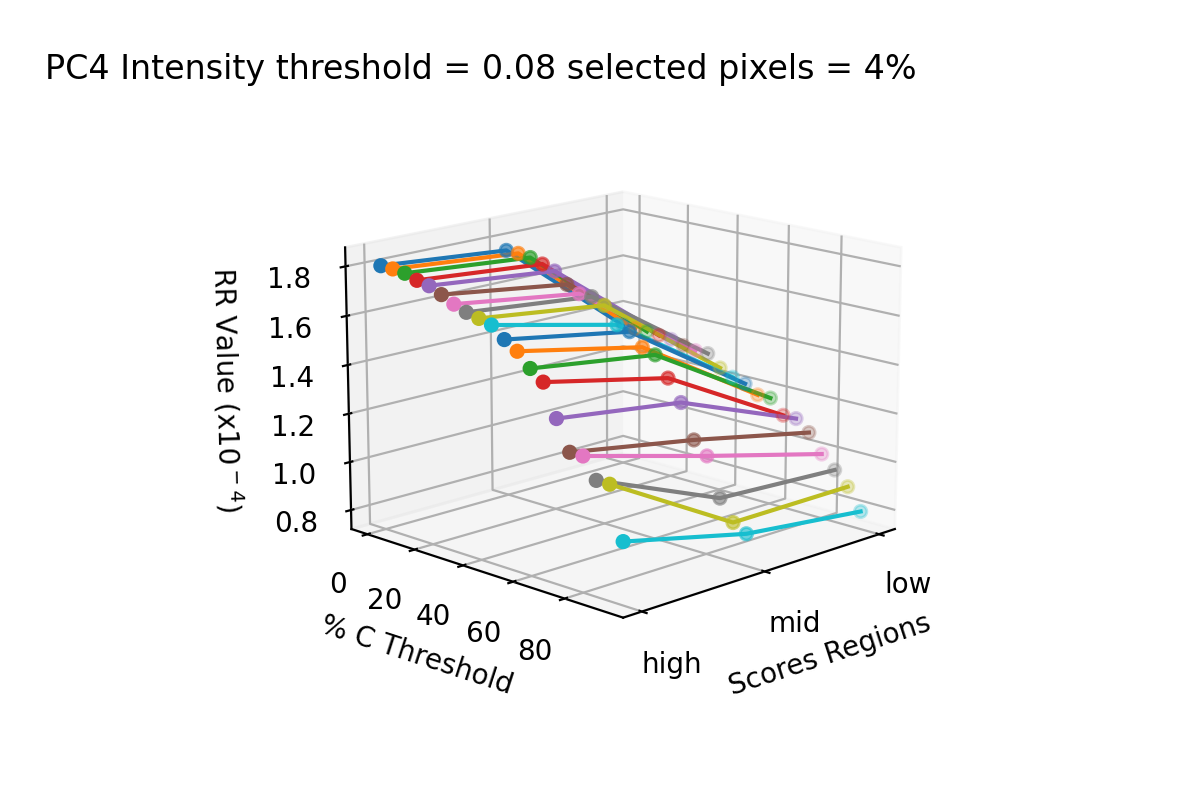 PC4 Intensity threshold = 0.08 selected pixels = 4%
RR Value (x10⁻⁴)
1.8
1.6
1.4
1.2
1.0
0.8
0
20
40
60
80
% C Threshold
high
mid
low
Scores Regions